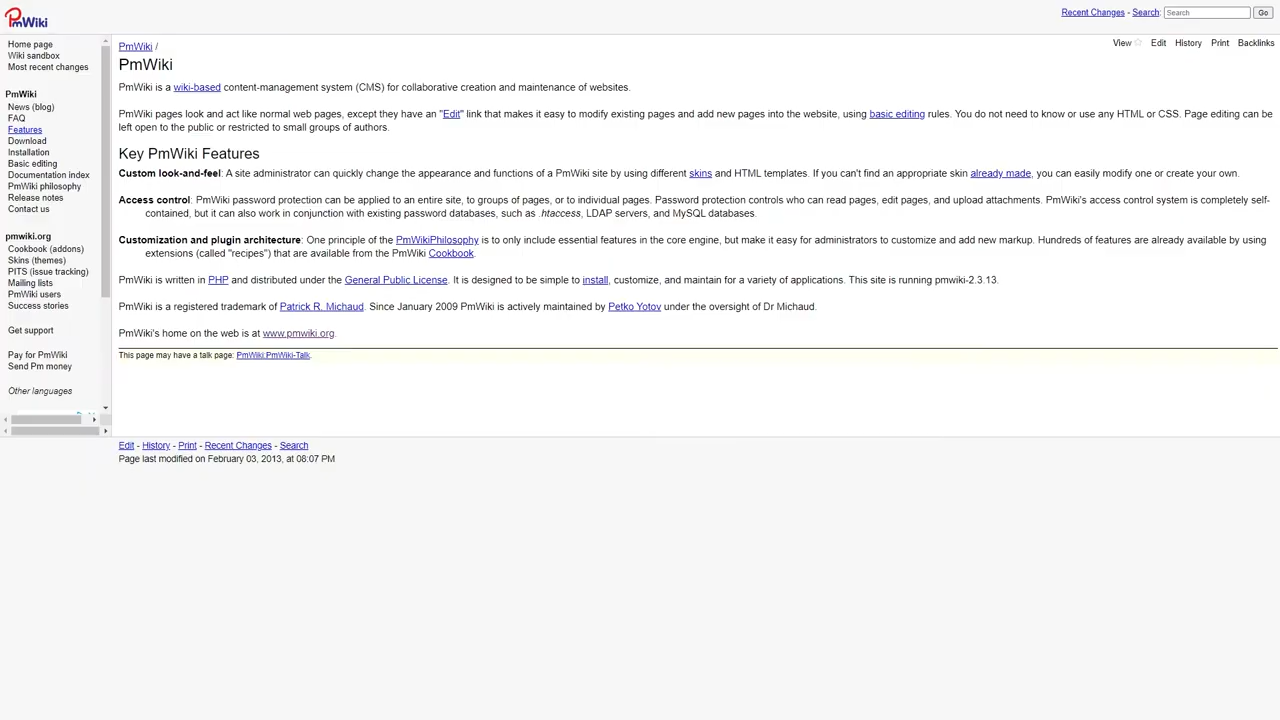 PmWiki
Recent Changes - Search: Search Go
Home page
Wiki sandbox
Most recent changes
PmWiki
News (blog)
FAQ
Features
Download
Installation
Basic editing
Documentation index
PmWiki philosophy
Release notes
Contact us
pmwiki.org
Cookbook (addons)
Skins (themes)
PITS (issue tracking)
Mailing lists
PmWiki users
Success stories
Get support
Pay for PmWiki
Send Pm money
Other languages
View Edit History Print Backlinks
PmWiki /
PmWiki
PmWiki is a wiki-based content-management system (CMS) for collaborative creation and maintenance of websites.
PmWiki pages look and act like normal web pages, except they have an "Edit" link that makes it easy to modify existing pages and add new pages into the website, using basic editing rules. You do not need to know or use any HTML or CSS. Page editing can be
left open to the public or restricted to small groups of authors.
Key PmWiki Features
Custom look-and-feel: A site administrator can quickly change the appearance and functions of a PmWiki site by using different skins and HTML templates. If you can't find an appropriate skin already made, you can easily modify one or create your own.
Access control: PmWiki password protection can be applied to an entire site, to groups of pages, or to individual pages. Password protection controls who can read pages, edit pages, and upload attachments. PmWiki's access control system is completely self-
contained, but it can also work in conjunction with existing password databases, such as .htaccess, LDAP servers, and MySQL databases.
Customization and plugin architecture: One principle of the PmWikiPhilosophy is to only include essential features in the core engine, but make it easy for administrators to customize and add new markup. Hundreds of features are already available by using
extensions (called "recipes") that are available from the PmWiki Cookbook.
PmWiki is written in PHP and distributed under the General Public License. It is designed to be simple to install, customize, and maintain for a variety of applications. This site is running pmwiki-2.3.13.
PmWiki is a registered trademark of Patrick R. Michaud. Since January 2009 PmWiki is actively maintained by Petko Yotov under the oversight of Dr Michaud.
PmWiki's home on the web is at www.pmwiki.org.
This page may have a talk page: PmWiki:PmWiki-Talk.
Edit - History - Print - Recent Changes - Search
Page last modified on February 03, 2013, at 08:07 PM